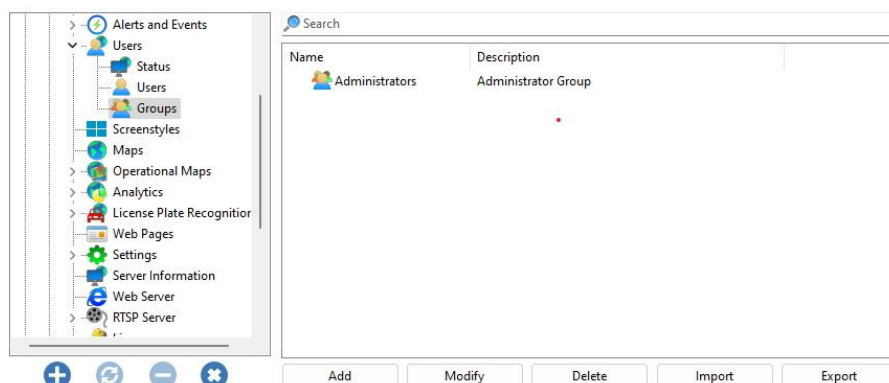 Alerts and Events
Users
Status
Users
Groups
Screenstyles
Maps
Operational Maps
Analytics
License Plate Recognition
Web Pages
Settings
Server Information
Web Server
RTSP Server
Search
Name Description
Administrators Administrator Group
Add Modify Delete Import Export